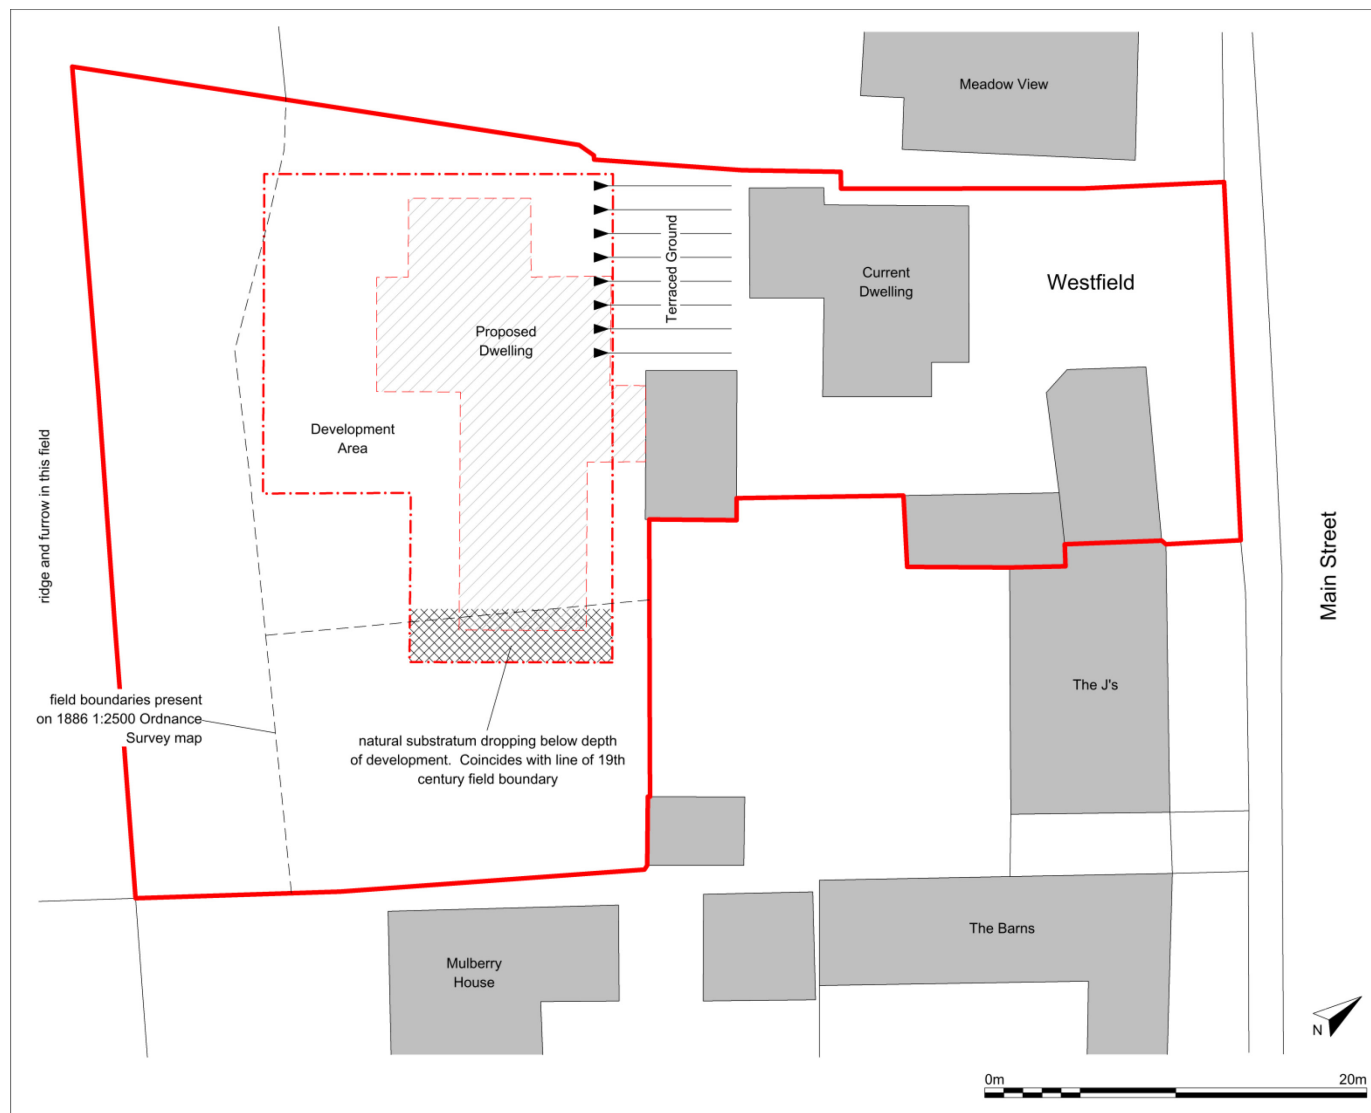 Meadow View
Terraced Ground
Current
Dwelling
Westfield
Proposed
Dwelling
Development
Area
ridge and furrow in this field
Main Street
The J's
field boundaries present
on 1886 1:2500 Ordnance
Survey map
natural substratum dropping below depth
of development. Coincides with line of 19th
century field boundary
The Barns
Mulberry
House
N
0m
20m